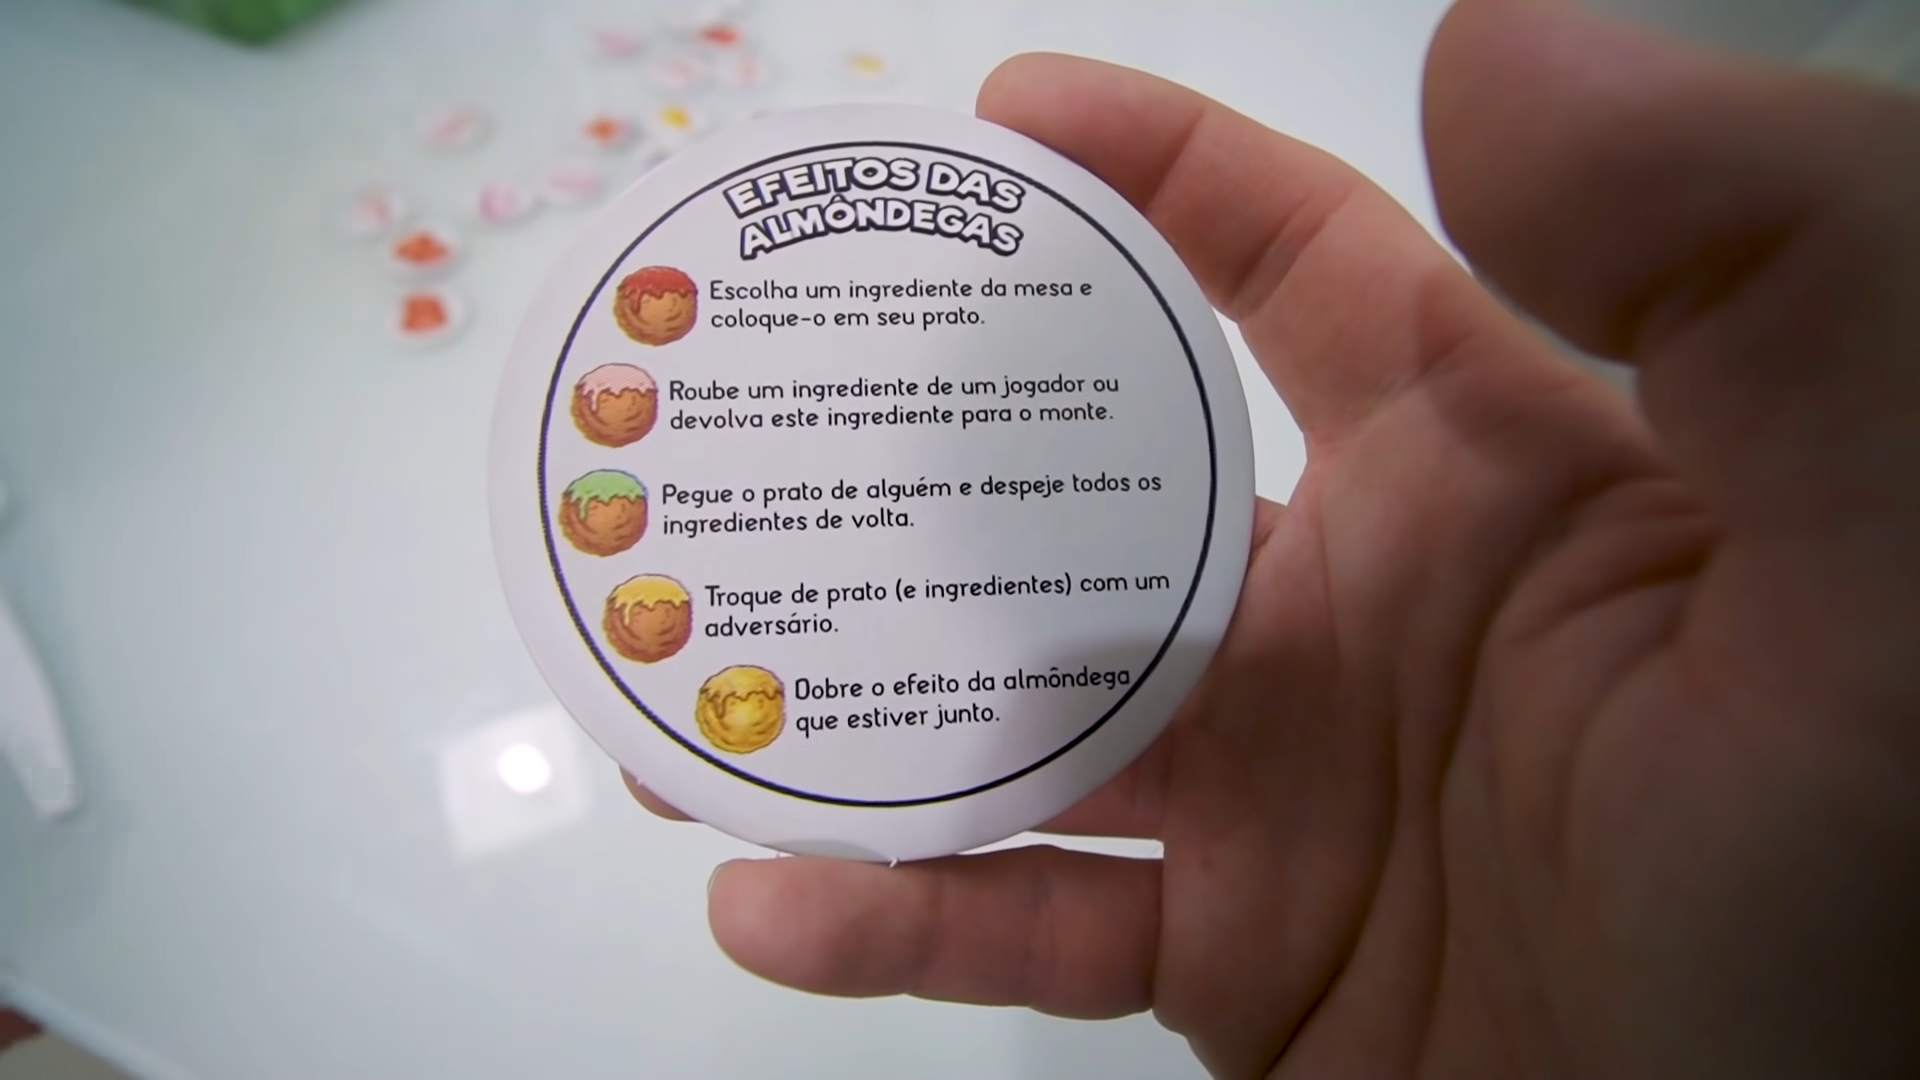 EFEITOS DAS
ALMÔNDEGAS
Escolha um ingrediente da mesa e
coloque-o em seu prato.
Roube um ingrediente de um jogador ou
devolva este ingrediente para o monte.
Pegue o prato de alguém e despeje todos os
ingredientes de volta.
Troque de prato (e ingredientes) com um
adversário.
Dobre o efeito da almôndega
que estiver junto.